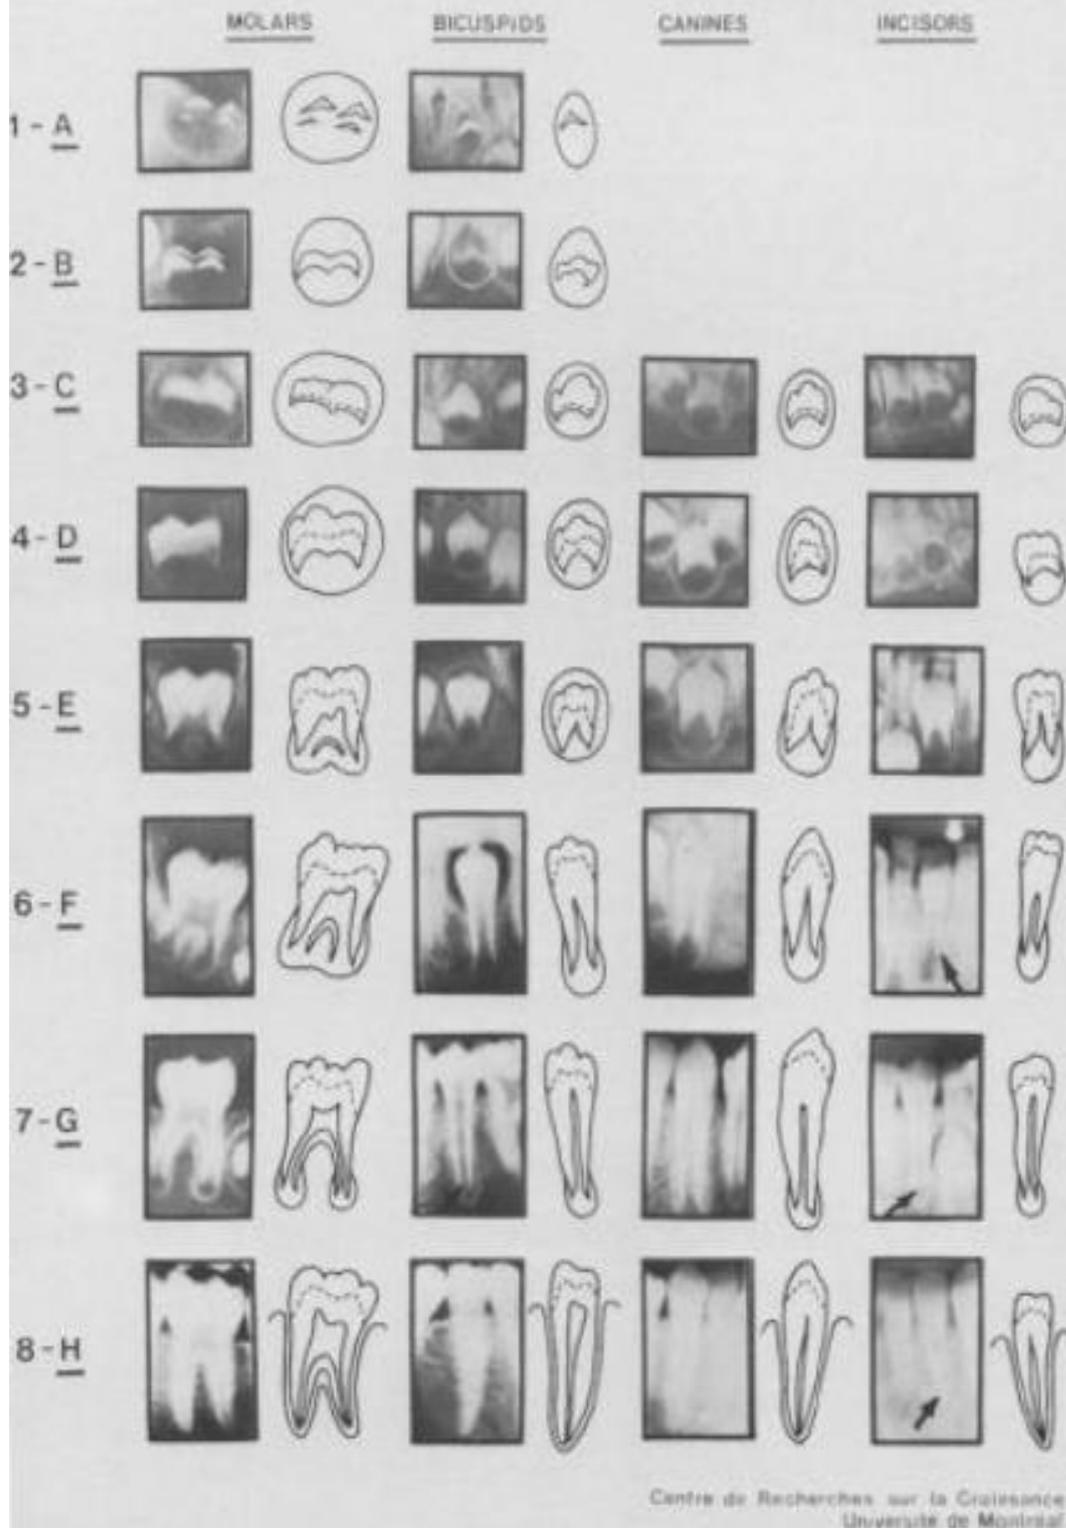 MOLARS BICUSPIDS CANINES INCISORS
1 - A
2 - B
3 - C
4 - D
5 - E
6 - F
7 - G
8 - H
Centre de Recherches sur la Croissance
Université de Montréal